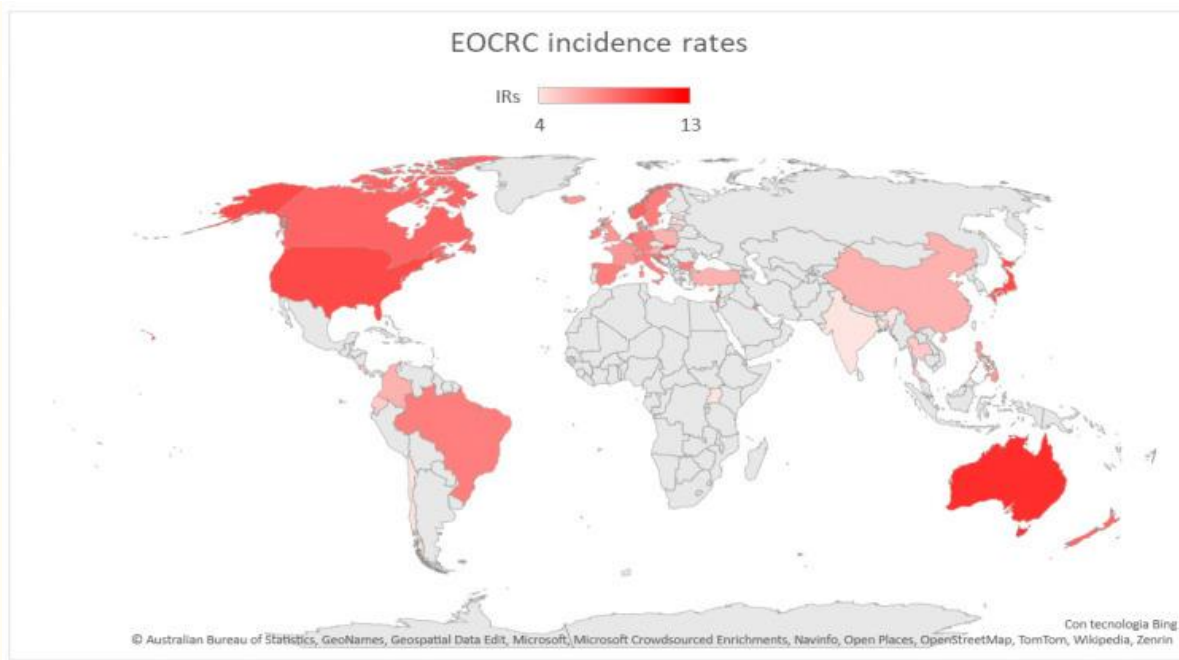 EOCRC incidence rates
IRs
4 13
Con tecnologia Bing
© Australian Bureau of Statistics, GeoNames, Geospatial Data Edit, Microsoft, Microsoft Crowdsourced Enrichments, Navinfo, Open Places, OpenStreetMap, TomTom, Wikipedia, Zenrin